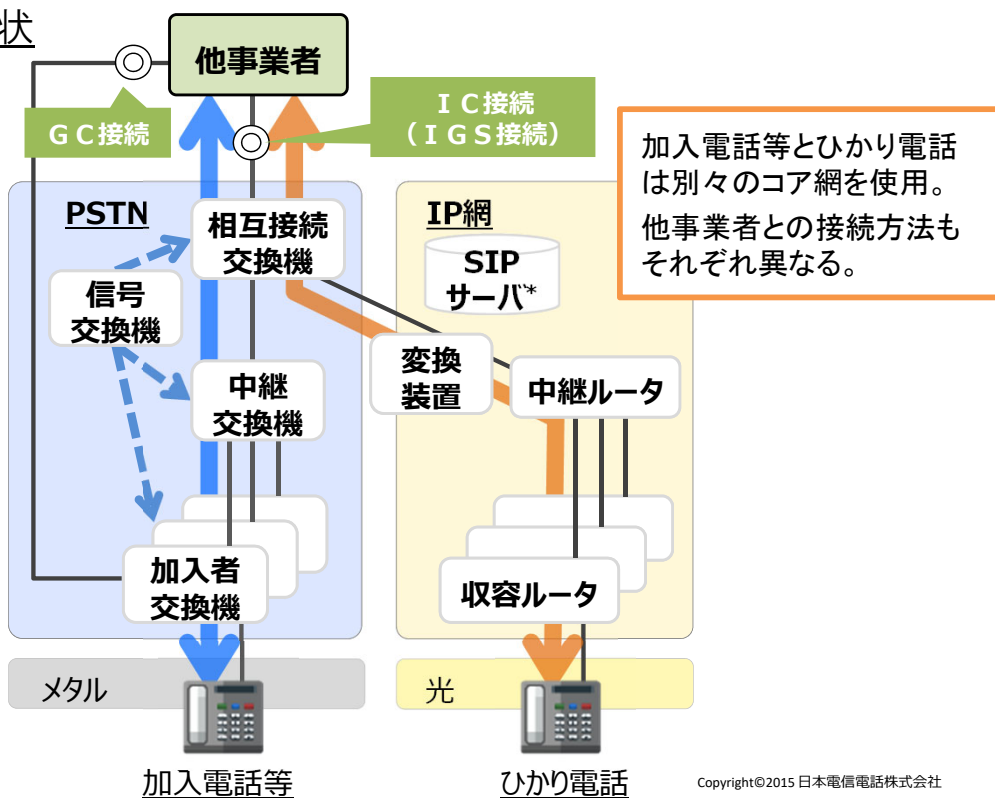 状
他事業者
ＧＣ接続
ＩＣ接続
（ＩＧＳ接続）
加入電話等とひかり電話
は別々のコア網を使用。
他事業者との接続方法も
それぞれ異なる。
PSTN
相互接続
交換機
信号
交換機
中継
交換機
加入者
交換機
IP網
SIP
サーバ*
変換
装置
中継ルータ
収容ルータ
メタル
光
加入電話等
ひかり電話
Copyright©2015 日本電信電話株式会社